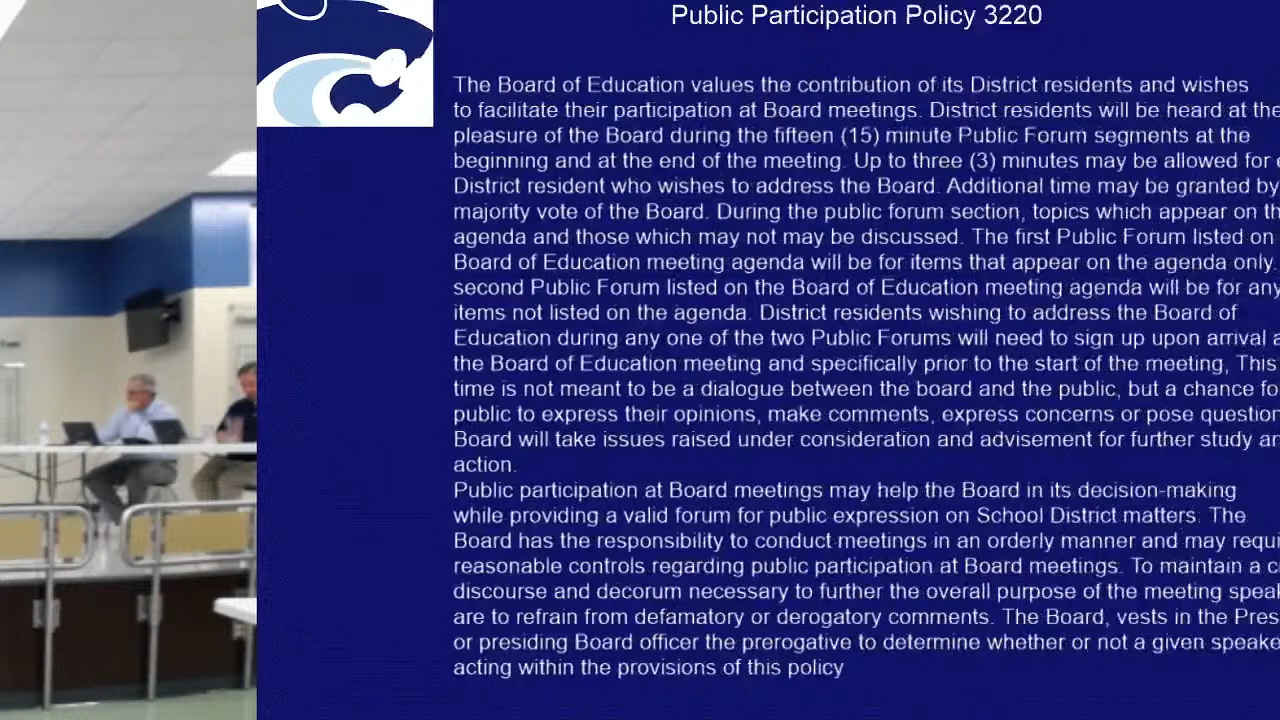 Public Participation Policy 3220
The Board of Education values the contribution of its District residents and wishes
to facilitate their participation at Board meetings. District residents will be heard at the
pleasure of the Board during the fifteen (15) minute Public Forum segments at the
beginning and at the end of the meeting. Up to three (3) minutes may be allowed for
District resident who wishes to address the Board. Additional time may be granted by
majority vote of the Board. During the public forum section, topics which appear on th
agenda and those which may not may be discussed. The first Public Forum listed on
Board of Education meeting agenda will be for items that appear on the agenda only.
second Public Forum listed on the Board of Education meeting agenda will be for any
items not listed on the agenda. District residents wishing to address the Board of
Education during any one of the two Public Forums will need to sign up upon arrival a
the Board of Education meeting and specifically prior to the start of the meeting, This
time is not meant to be a dialogue between the board and the public, but a chance fo
public to express their opinions, make comments, express concerns or pose question
Board will take issues raised under consideration and advisement for further study an
action.
Public participation at Board meetings may help the Board in its decision-making
while providing a valid forum for public expression on School District matters. The
Board has the responsibility to conduct meetings in an orderly manner and may requi
reasonable controls regarding public participation at Board meetings. To maintain a c
discourse and decorum necessary to further the overall purpose of the meeting speak
are to refrain from defamatory or derogatory comments. The Board, vests in the Pres
or presiding Board officer the prerogative to determine whether or not a given speake
acting within the provisions of this policy